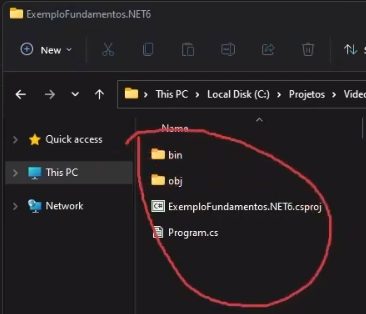 ExemploFundamentos.NET6
New
This PC > Local Disk (C:) > Projetos >
Name
Quick access
bin
This PC
obj
Network
ExemploFundamentos.NET6.csproj
C#
Program.cs